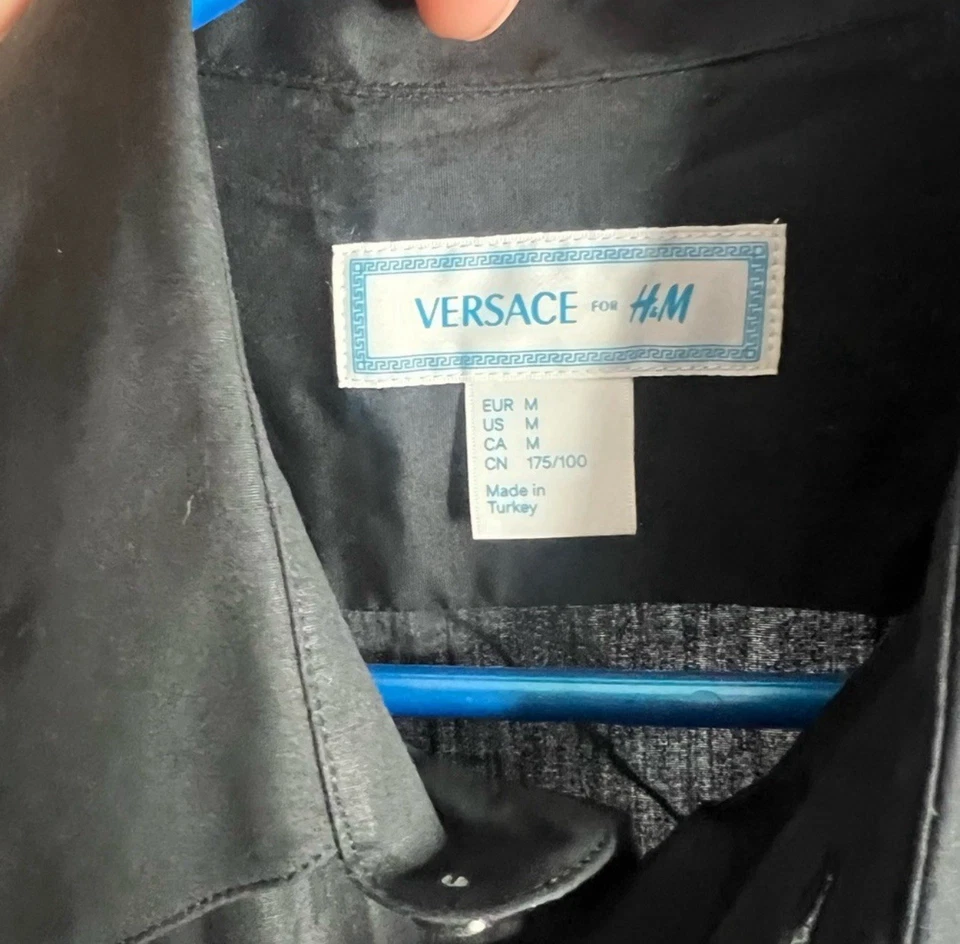 VERSACE FOR H&M
EUR M
US M
CA M
CN 175/100
Made in
Turkey